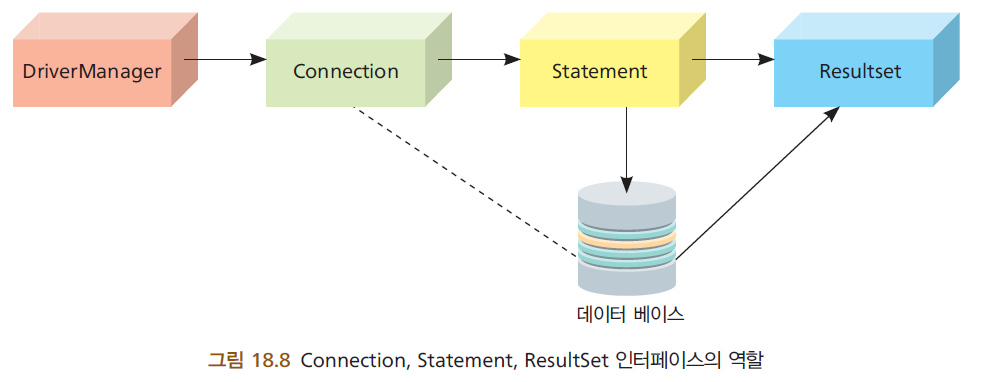 DriverManager
Connection
Statement
Resultset
데이터 베이스
그림 18.8 Connection, Statement, ResultSet 인터페이스의 역할